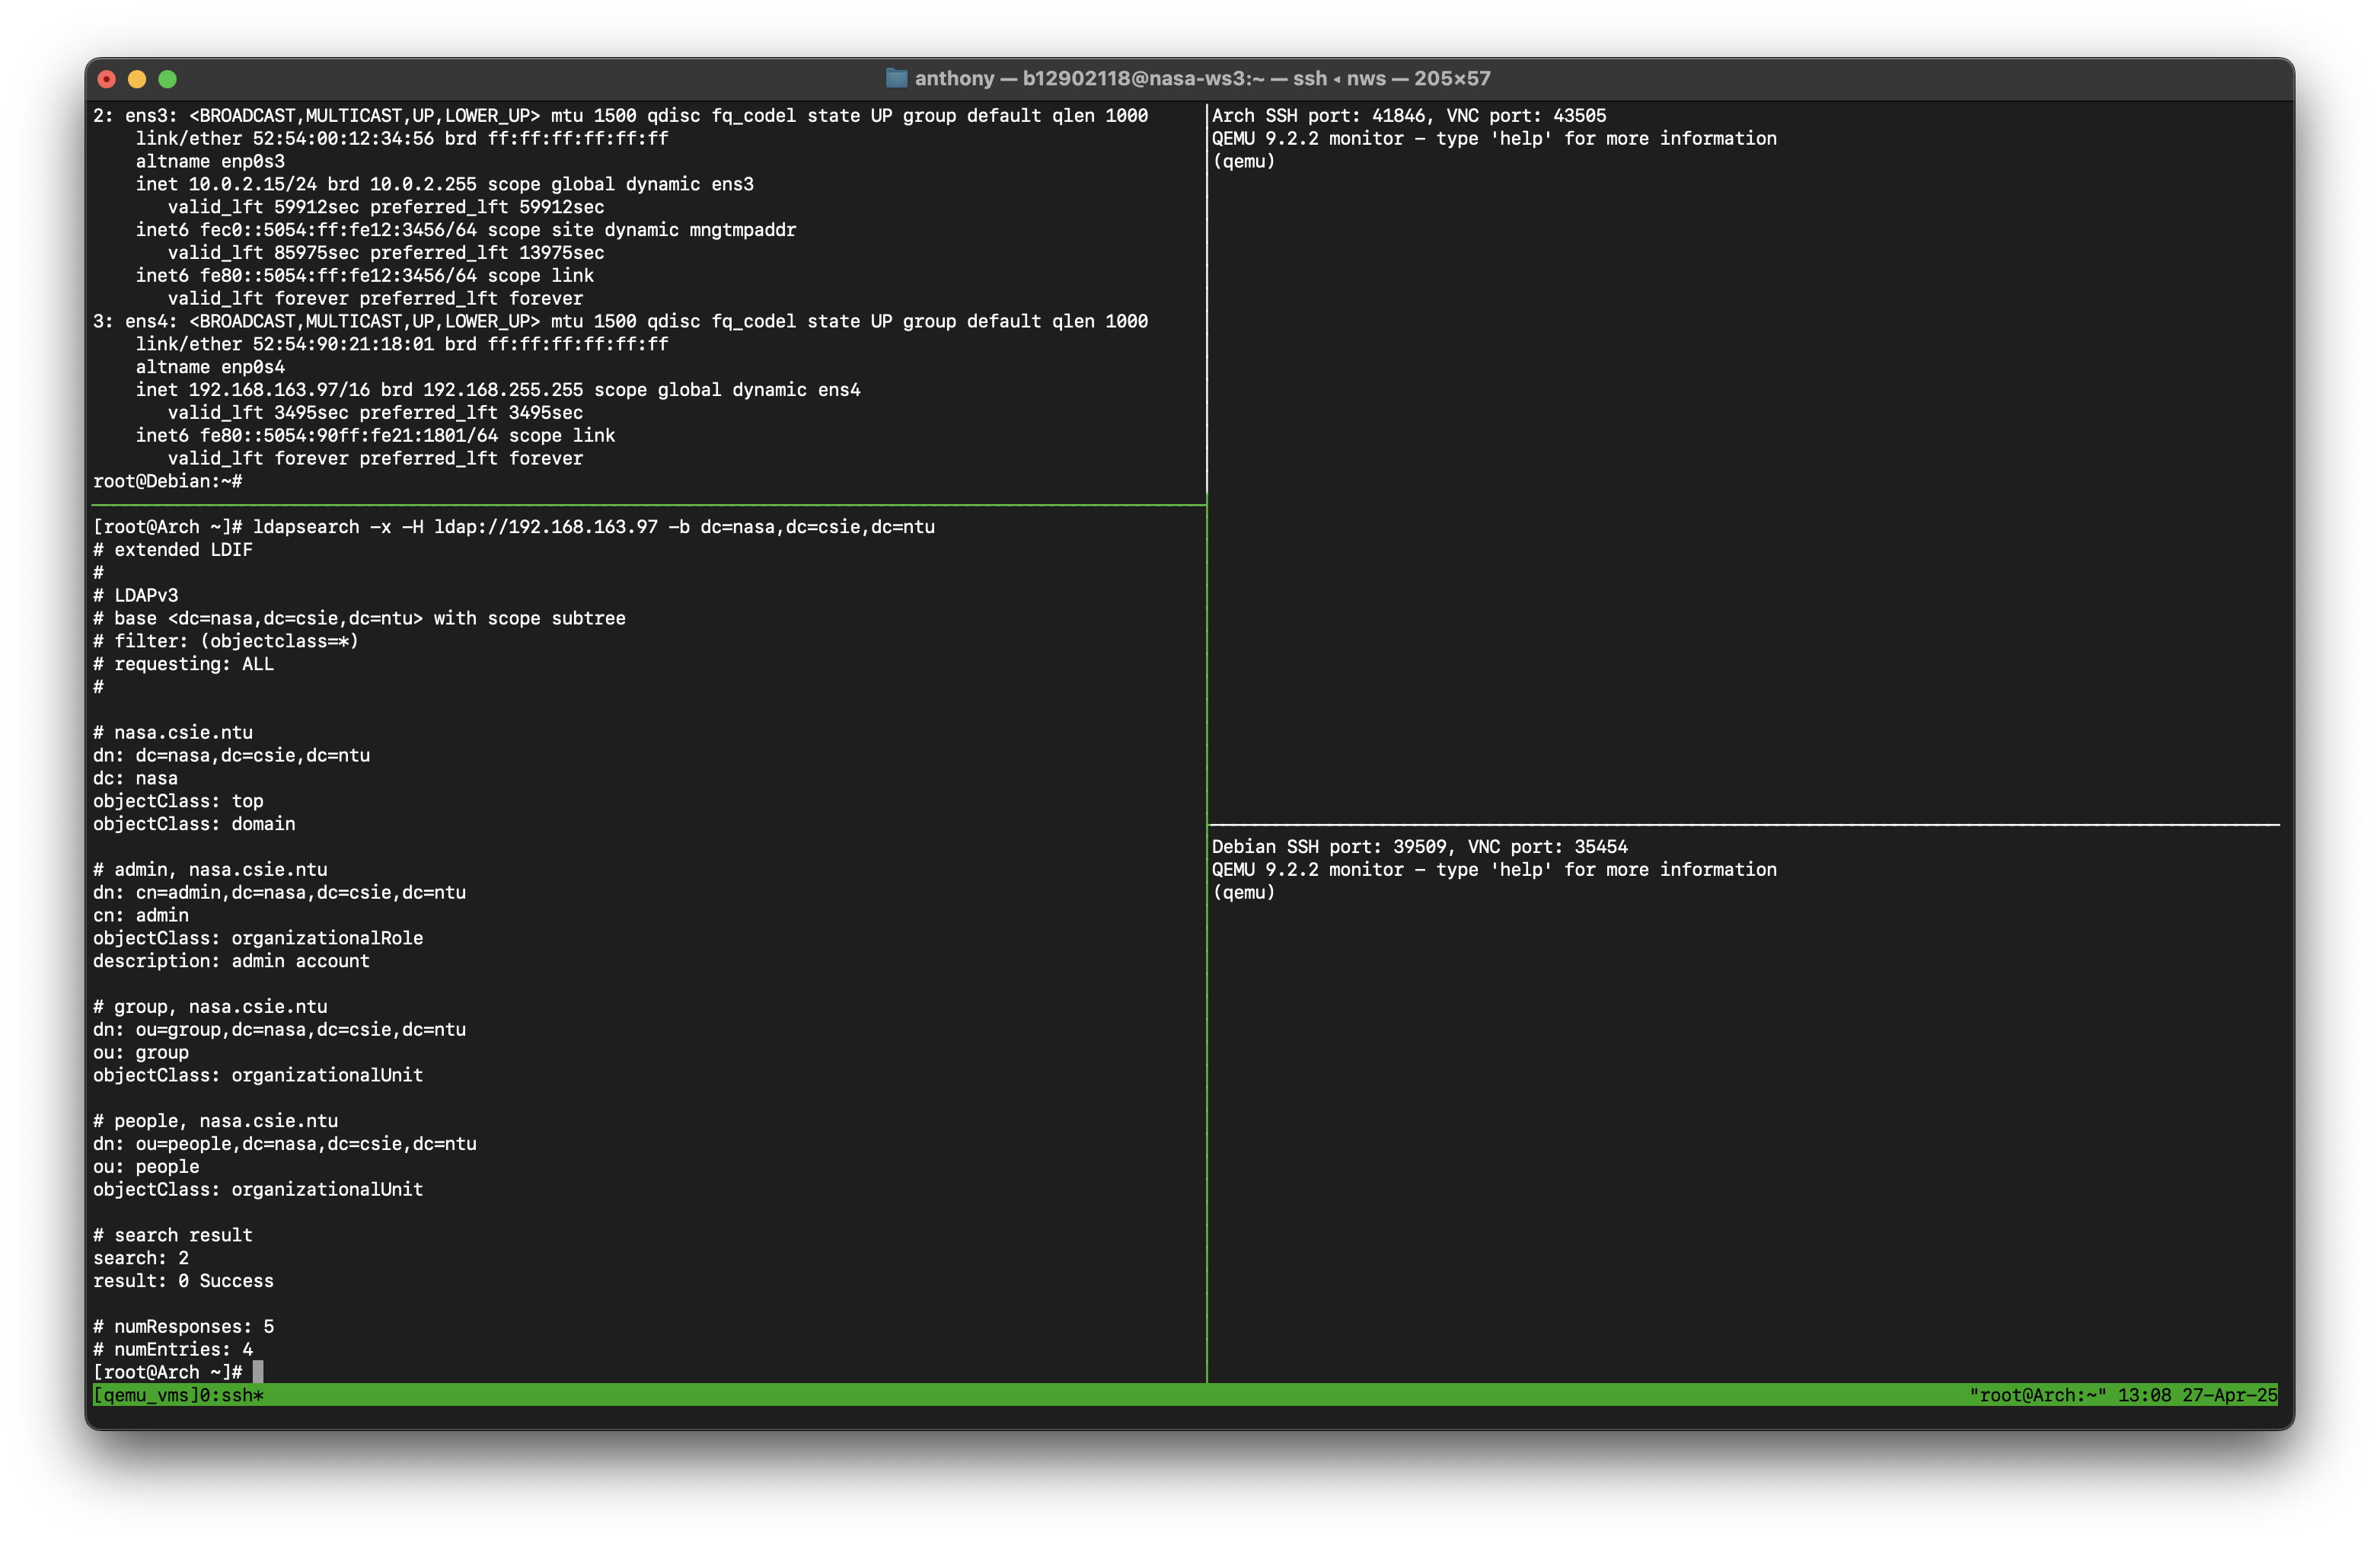 anthony — b12902118@nasa-ws3:~ — ssh ◂ nws — 205×57
2: ens3: <BROADCAST,MULTICAST,UP,LOWER_UP> mtu 1500 qdisc fq_codel state UP group default qlen 1000
    link/ether 52:54:00:12:34:56 brd ff:ff:ff:ff:ff:ff
    altname enp0s3
    inet 10.0.2.15/24 brd 10.0.2.255 scope global dynamic ens3
       valid_lft 59912sec preferred_lft 59912sec
    inet6 fec0::5054:ff:fe12:3456/64 scope site dynamic mngtmpaddr
       valid_lft 85975sec preferred_lft 13975sec
    inet6 fe80::5054:ff:fe12:3456/64 scope link
       valid_lft forever preferred_lft forever
3: ens4: <BROADCAST,MULTICAST,UP,LOWER_UP> mtu 1500 qdisc fq_codel state UP group default qlen 1000
    link/ether 52:54:90:21:18:01 brd ff:ff:ff:ff:ff:ff
    altname enp0s4
    inet 192.168.163.97/16 brd 192.168.255.255 scope global dynamic ens4
       valid_lft 3495sec preferred_lft 3495sec
    inet6 fe80::5054:90ff:fe21:1801/64 scope link
       valid_lft forever preferred_lft forever
root@Debian:~#
[root@Arch ~]# ldapsearch -x -H ldap://192.168.163.97 -b dc=nasa,dc=csie,dc=ntu
# extended LDIF
#
# LDAPv3
# base <dc=nasa,dc=csie,dc=ntu> with scope subtree
# filter: (objectclass=*)
# requesting: ALL
#
# nasa.csie.ntu
dn: dc=nasa,dc=csie,dc=ntu
dc: nasa
objectClass: top
objectClass: domain
# admin, nasa.csie.ntu
dn: cn=admin,dc=nasa,dc=csie,dc=ntu
cn: admin
objectClass: organizationalRole
description: admin account
# group, nasa.csie.ntu
dn: ou=group,dc=nasa,dc=csie,dc=ntu
ou: group
objectClass: organizationalUnit
# people, nasa.csie.ntu
dn: ou=people,dc=nasa,dc=csie,dc=ntu
ou: people
objectClass: organizationalUnit
# search result
search: 2
result: 0 Success
# numResponses: 5
# numEntries: 4
[root@Arch ~]#
Arch SSH port: 41846, VNC port: 43505
QEMU 9.2.2 monitor - type 'help' for more information
(qemu)
Debian SSH port: 39509, VNC port: 35454
QEMU 9.2.2 monitor - type 'help' for more information
(qemu)
[qemu_vms]0:ssh* "root@Arch:~" 13:08 27-Apr-25